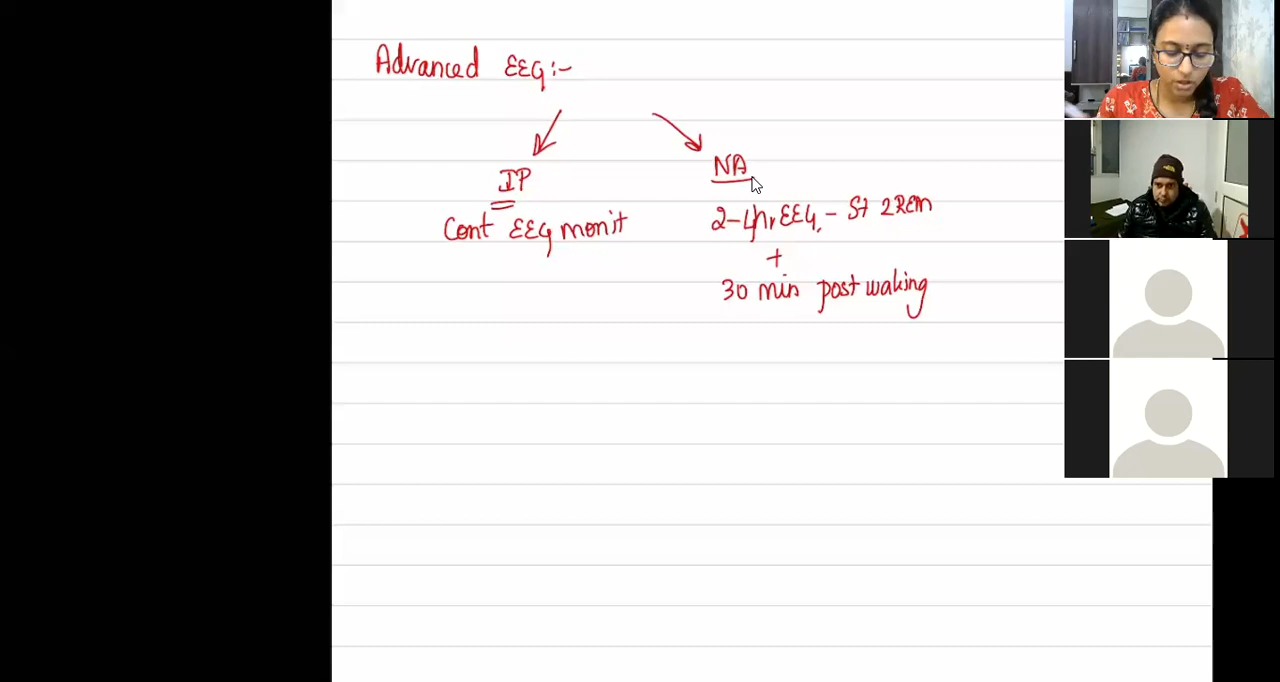 Advanced EEG:-
IP
Cont EEG monit
NA
2-4hr EEG - St 2 REM
+
30 min post waking